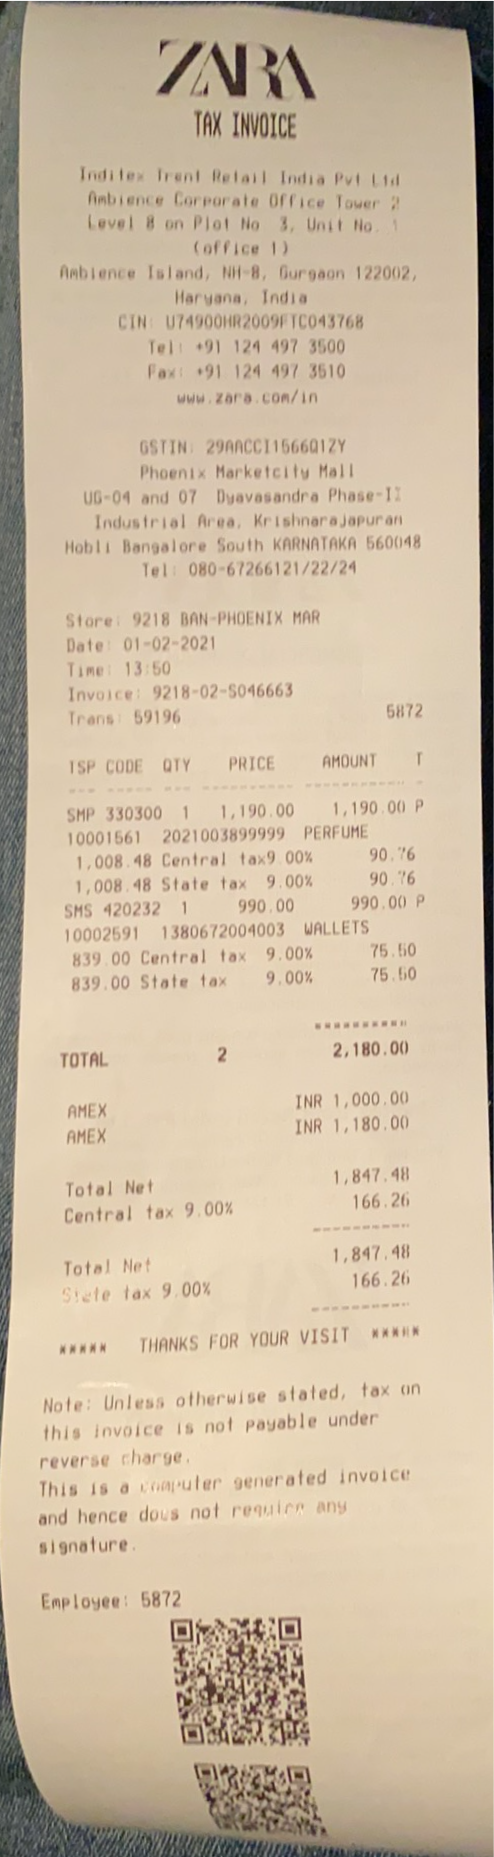 ZARA
TAX INVOICE
Inditex Trent Retail India Pvt Ltd
Ambience Corporate Office Tower 2
Level 8 on Plot No 3, Unit No. 1
(office 1)
Ambience Island, NH-8, Gurgaon 122002,
Haryana, India
CIN: U74900HR2009FTC043768
Tel: +91 124 497 3500
Fax: +91 124 497 3510
www.zara.com/in
GSTIN: 29AACCI1566Q1ZY
Phoenix Marketcity Mall
UG-04 and 07 Dyavasandra Phase-II
Industrial Area, Krishnarajapuran
Hobli Bangalore South KARNATAKA 560048
Tel: 080-67266121/22/24
Store: 9218 BAN-PHOENIX MAR
Date: 01-02-2021
Time: 13:50
Invoice: 9218-02-S046663
Trans: 59196 5872
TSP CODE QTY PRICE AMOUNT T
SMP 330300 1 1,190.00 1,190.00 P
10001561 2021003899999 PERFUME
1,008.48 Central tax9.00% 90.76
1,008.48 State tax 9.00% 90.76
SMS 420232 1 990.00 990.00 P
10002591 1380672004003 WALLETS
839.00 Central tax 9.00% 75.50
839.00 State tax 9.00% 75.50
TOTAL 2 2,180.00
AMEX INR 1,000.00
AMEX INR 1,180.00
Total Net 1,847.48
Central tax 9.00% 166.26
Total Net 1,847.48
State tax 9.00% 166.26
***** THANKS FOR YOUR VISIT *****
Note: Unless otherwise stated, tax on
this invoice is not payable under
reverse charge.
This is a computer generated invoice
and hence does not require any
signature.
Employee: 5872